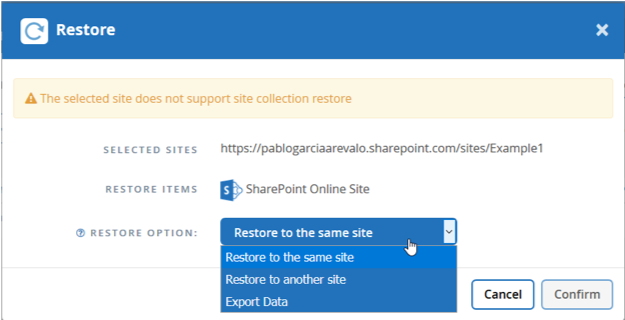 Restore
The selected site does not support site collection restore
SELECTED SITES https://pablogarciaarevalo.sharepoint.com/sites/Example1
RESTORE ITEMS SharePoint Online Site
RESTORE OPTION: Restore to the same site
Restore to the same site
Restore to another site
Export Data
Cancel Confirm